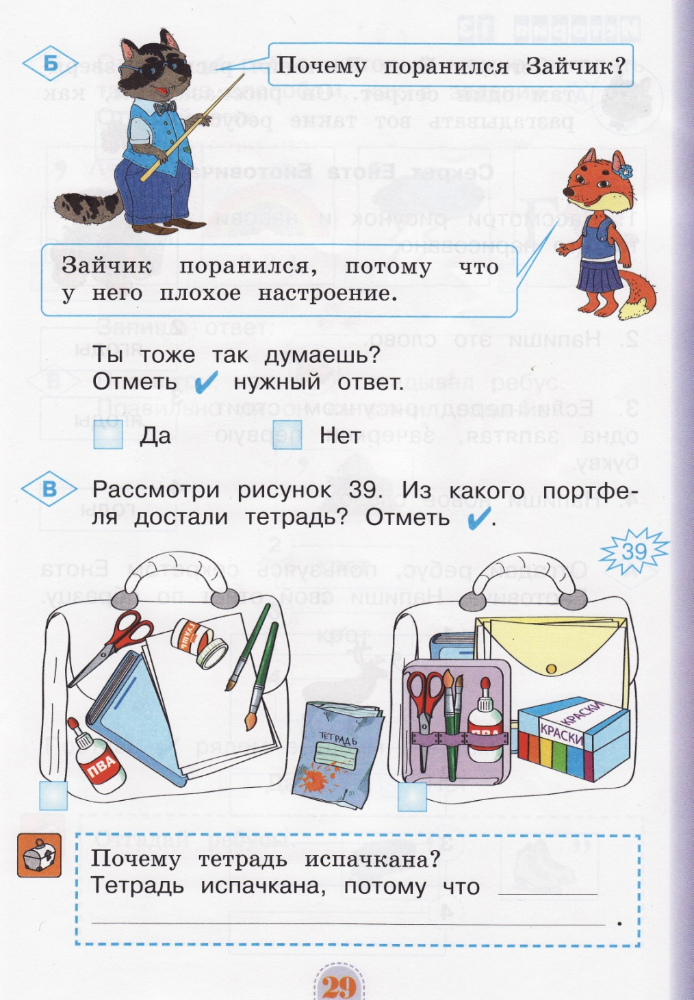 Б
Почему поранился Зайчик?
Зайчик поранился, потому что
у него плохое настроение.
Ты тоже так думаешь?
Отметь ✔ нужный ответ.
Да Нет
В
Рассмотри рисунок 39. Из какого портфе-
ля достали тетрадь? Отметь ✔.
39
ГУАШЬ
ПВА
ТЕТРАДЬ
ПВА
КРАСКИ
КРАСКИ
Почему тетрадь испачкана?
Тетрадь испачкана, потому что
.
29